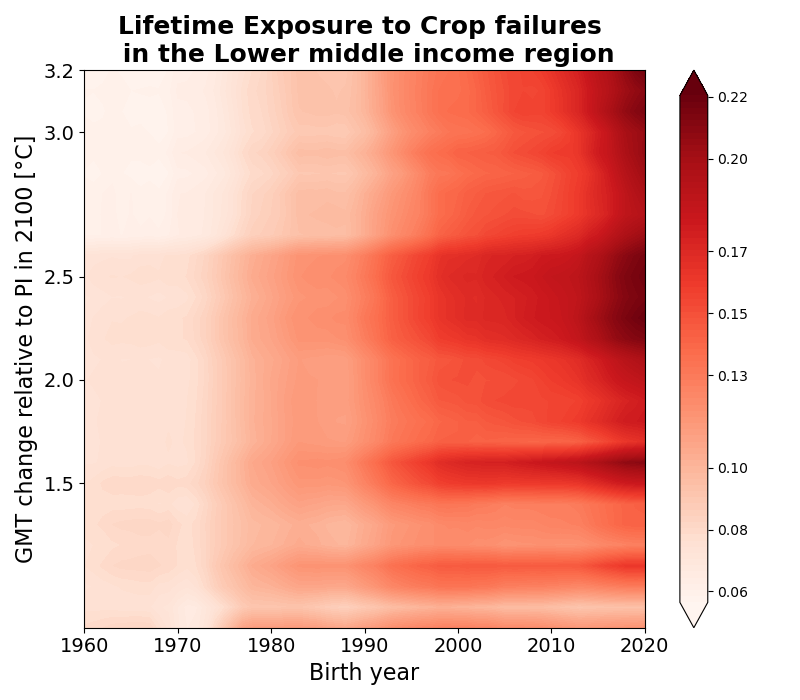 Lifetime Exposure to Crop failures
in the Lower middle income region
GMT change relative to PI in 2100 [°C]
3.2
3.0
2.5
2.0
1.5
1960 1970 1980 1990 2000 2010 2020
Birth year
0.22
0.20
0.17
0.15
0.13
0.10
0.08
0.06